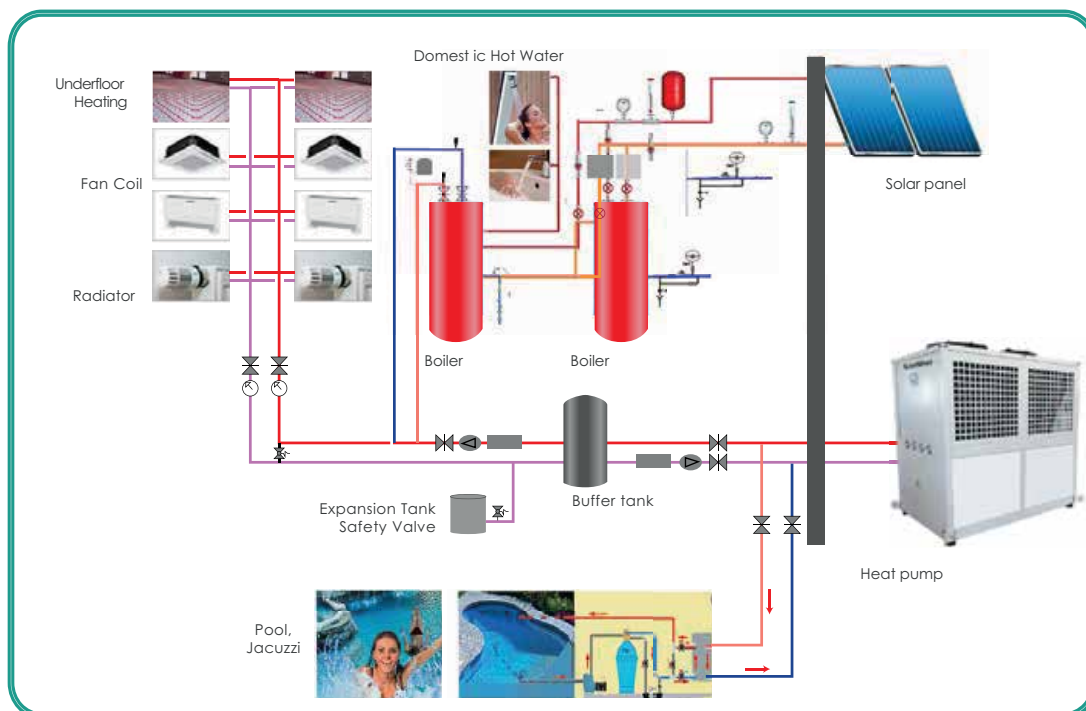 Domest ic Hot Water
Underfloor
Heating
Fan Coil
Solar panel
Radiator
Boiler
Boiler
Buffer tank
Expansion Tank
Safety Valve
Heat pump
Pool,
Jacuzzi